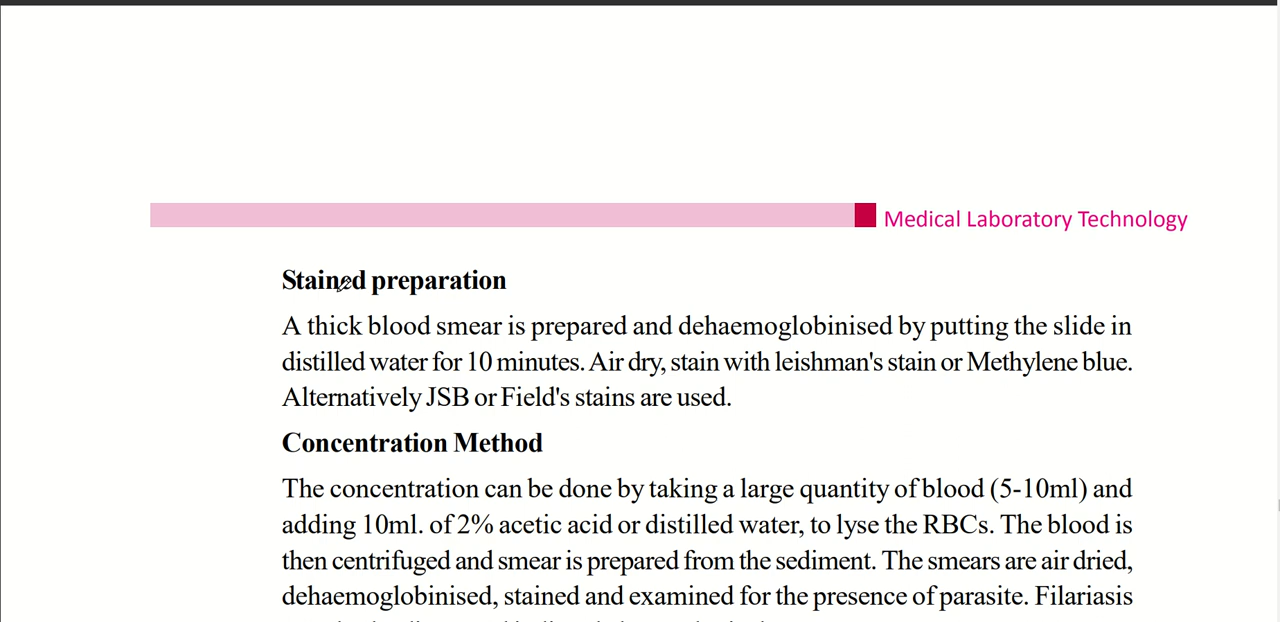 Medical Laboratory Technology
Stained preparation
A thick blood smear is prepared and dehaemoglobinised by putting the slide in
distilled water for 10 minutes. Air dry, stain with leishman's stain or Methylene blue.
Alternatively JSB or Field's stains are used.
Concentration Method
The concentration can be done by taking a large quantity of blood (5-10ml) and
adding 10ml. of 2% acetic acid or distilled water, to lyse the RBCs. The blood is
then centrifuged and smear is prepared from the sediment. The smears are air dried,
dehaemoglobinised, stained and examined for the presence of parasite. Filariasis